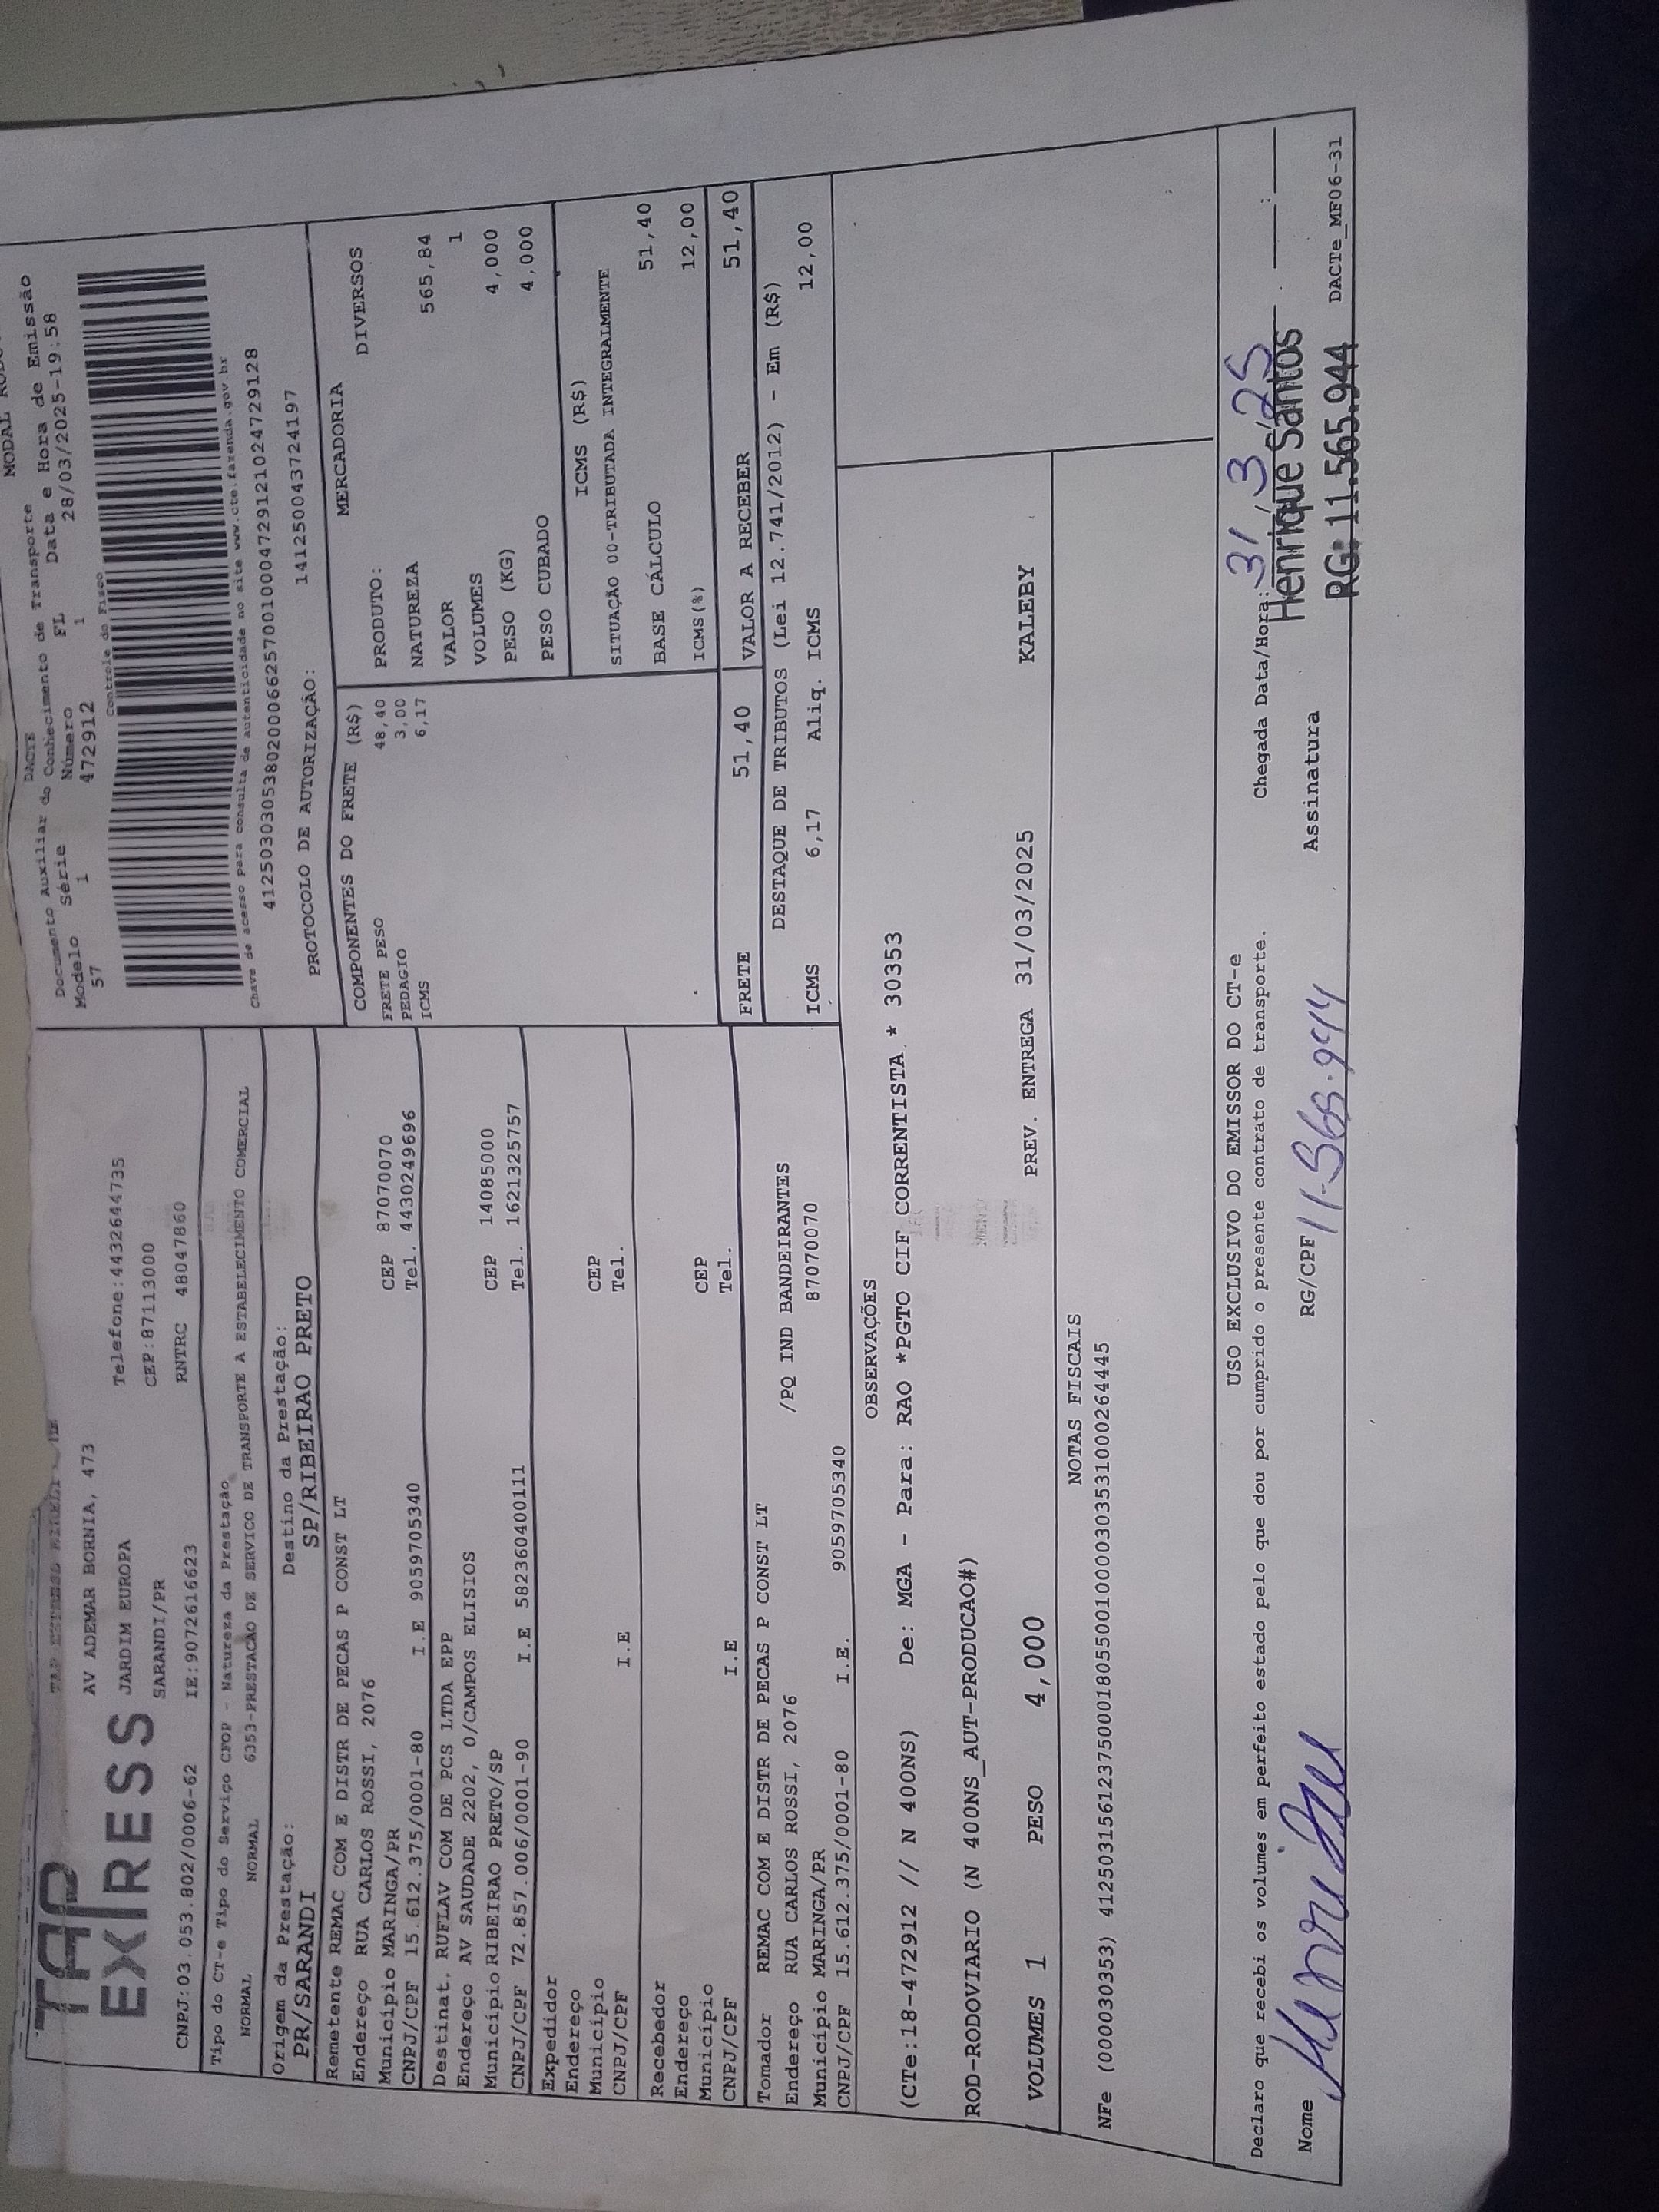 TAP
EXPRESS
AV ADEMAR BORNIA, 473
JARDIM EUROPA
SARANDI/PR
Telefone:4432644735
CEP:87113000
CNPJ:03.053.802/0006-62 IE:9072616623 RNTRC 48047860
MODAL
DACTE
Documento Auxiliar do Conhecimento de Transporte
Modelo Série Número FL Data e Hora de Emissão
57 1 472912 1 28/03/2025-19:58
Controle do Fisco
Chave de acesso para consulta de autenticidade no site www.cte.fazenda.gov.br
41250303053802000662570010004729121024729128
PROTOCOLO DE AUTORIZAÇÃO: 141250043724197
Tipo do CT-e Tipo do Serviço CFOP - Natureza da Prestação
NORMAL NORMAL 6353-PRESTACAO DE SERVICO DE TRANSPORTE A ESTABELECIMENTO COMERCIAL
Origem da Prestação: Destino da Prestação:
PR/SARANDI SP/RIBEIRAO PRETO
Remetente REMAC COM E DISTR DE PECAS P CONST LT
Endereço RUA CARLOS ROSSI, 2076
Município MARINGA/PR CEP 87070070
CNPJ/CPF 15.612.375/0001-80 I.E 9059705340 Tel. 4430249696
Destinat. RUFLAV COM DE PCS LTDA EPP
Endereço AV SAUDADE 2202, 0/CAMPOS ELISIOS
Município RIBEIRAO PRETO/SP CEP 14085000
CNPJ/CPF 72.857.006/0001-90 I.E 582360400111 Tel. 1621325757
Expedidor
Endereço
Município CEP
CNPJ/CPF I.E Tel.
Recebedor
Endereço
Município CEP
CNPJ/CPF I.E Tel.
Tomador REMAC COM E DISTR DE PECAS P CONST LT
Endereço RUA CARLOS ROSSI, 2076 /PQ IND BANDEIRANTES
Município MARINGA/PR 87070070
CNPJ/CPF 15.612.375/0001-80 I.E. 9059705340
COMPONENTES DO FRETE (R$)
FRETE PESO 48,40
PEDAGIO 3,00
ICMS 6,17
MERCADORIA
PRODUTO: DIVERSOS
NATUREZA
VALOR 565,84
VOLUMES 1
PESO (KG) 4,000
PESO CUBADO 4,000
ICMS (R$)
SITUAÇÃO 00-TRIBUTADA INTEGRALMENTE
BASE CÁLCULO 51,40
ICMS(%) 12,00
FRETE 51,40 VALOR A RECEBER 51,40
DESTAQUE DE TRIBUTOS (Lei 12.741/2012) - Em (R$)
ICMS 6,17 Aliq. ICMS 12,00
OBSERVAÇÕES
(CTe:18-472912 // N 400NS) De: MGA - Para: RAO *PGTO CIF CORRENTISTA * 30353
ROD-RODOVIARIO (N 400NS_AUT-PRODUCAO#)
VOLUMES 1 PESO 4,000 PREV. ENTREGA 31/03/2025 KALEBY
NOTAS FISCAIS
NFe (000030353) 41250315612375000180550010000303531000264445
USO EXCLUSIVO DO EMISSOR DO CT-e
Declaro que recebi os volumes em perfeito estado pelo que dou por cumprido o presente contrato de transporte.
Chegada Data/Hora: 31,3,25
Nome RG/CPF 11.565.944 Assinatura
Henrique Santos
RG: 11.565.944
DACTe_MF06-31